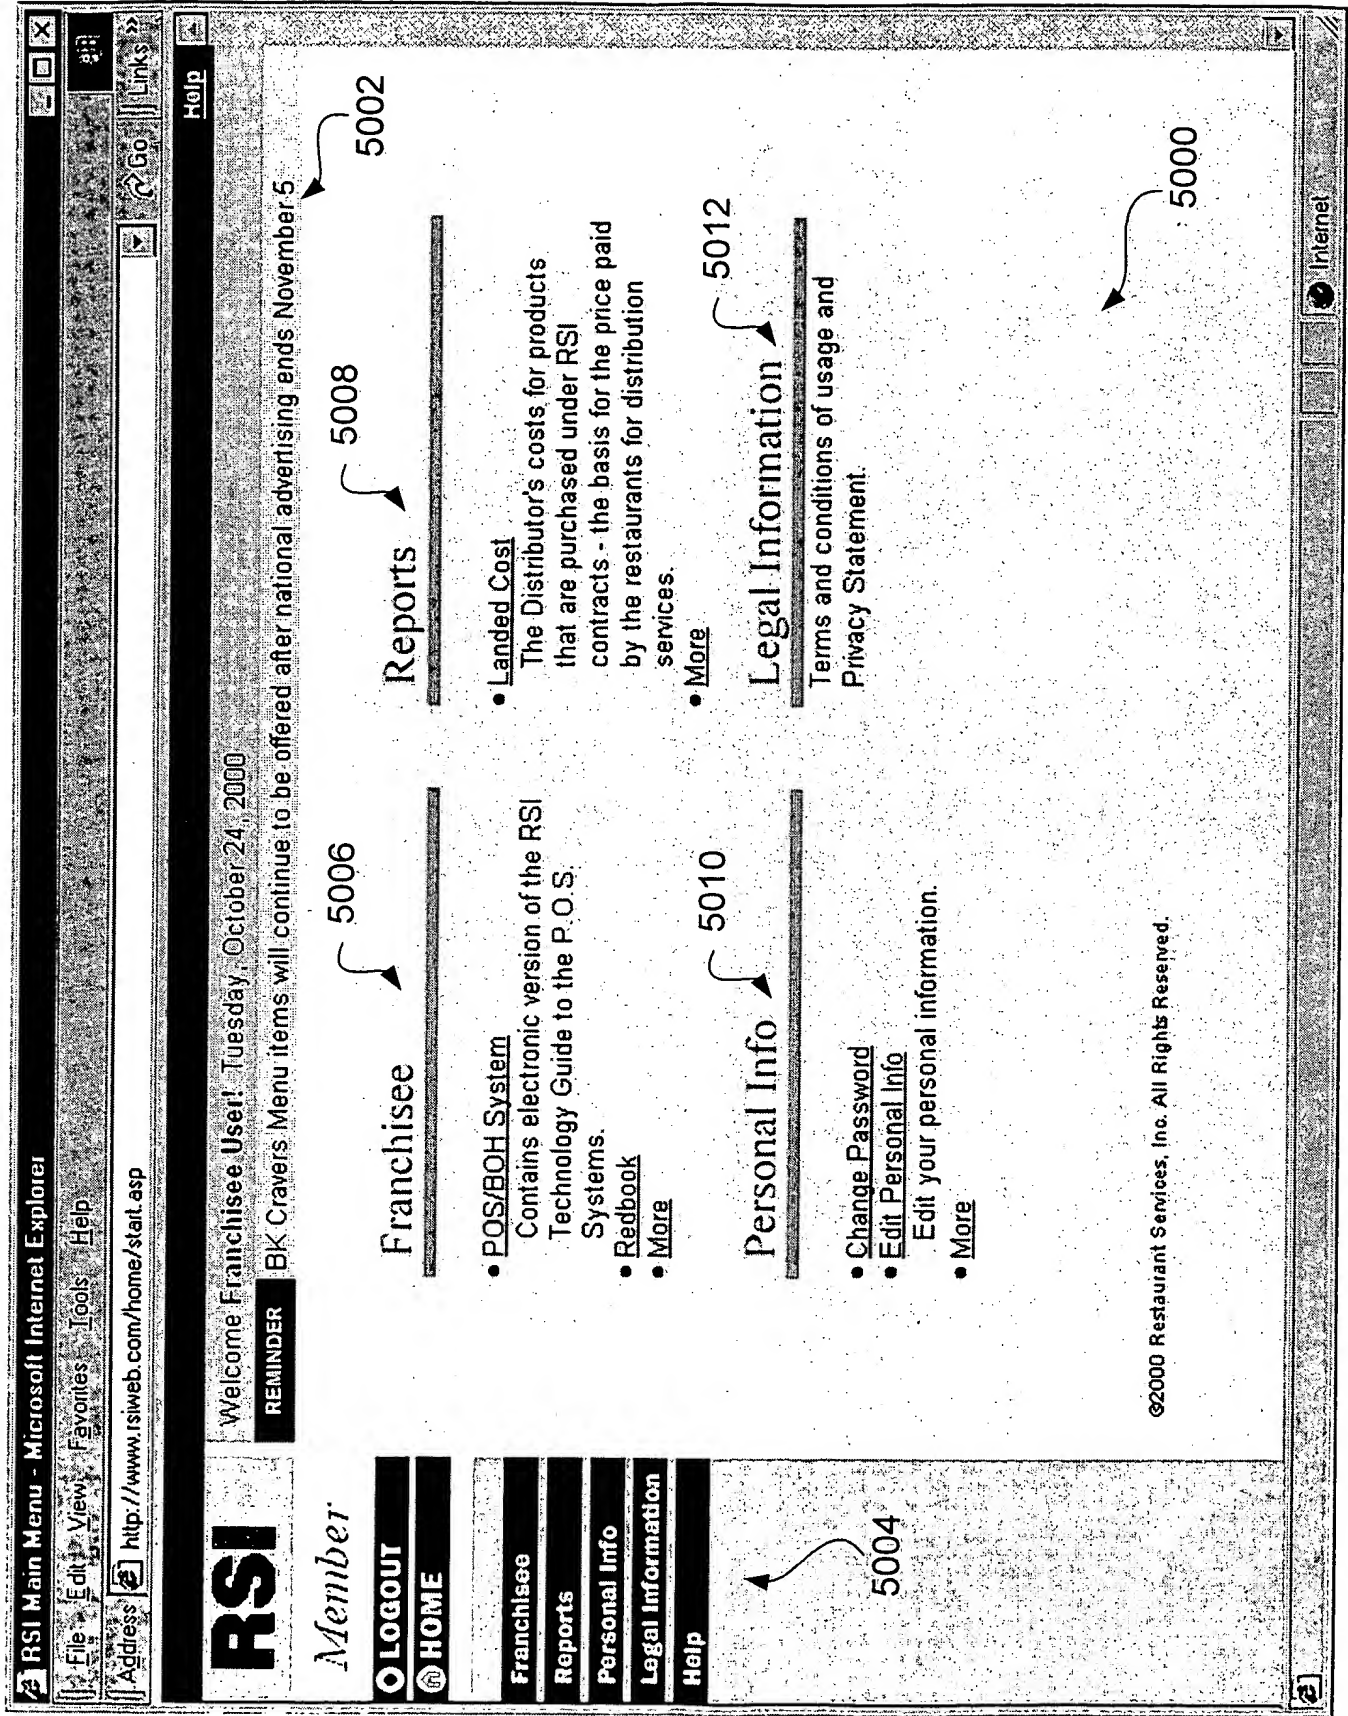 RSI Main Menu - Microsoft Internet Explorer
File Edit View Favorites Tools Help
Address http://www.rsiweb.com/home/stat.asp Go Links »
Help
RSI
Welcome Franchisee User! Tuesday, October 24, 2000
REMINDER BK Cravers Menu items will continue to be offered after national advertising ends November 5
5002
Member
LOGOUT
HOME
Franchisee
Reports
Personal Info
Legal Information
Help
5004
5006
Franchisee
• POS/BOH System
Contains electronic version of the RSI
Technology Guide to the P.O.S.
Systems.
• Redbook
• More
5008
Reports
• Landed Cost
The Distributor's costs for products
that are purchased under RSI
contracts - the basis for the price paid
by the restaurants for distribution
services.
• More
5010
Personal Info
• Change Password
• Edit Personal Info
Edit your personal information.
• More
5012
Legal Information
Terms and conditions of usage and
Privacy Statement.
5000
©2000 Restaurant Services, Inc. All Rights Reserved.
Internet